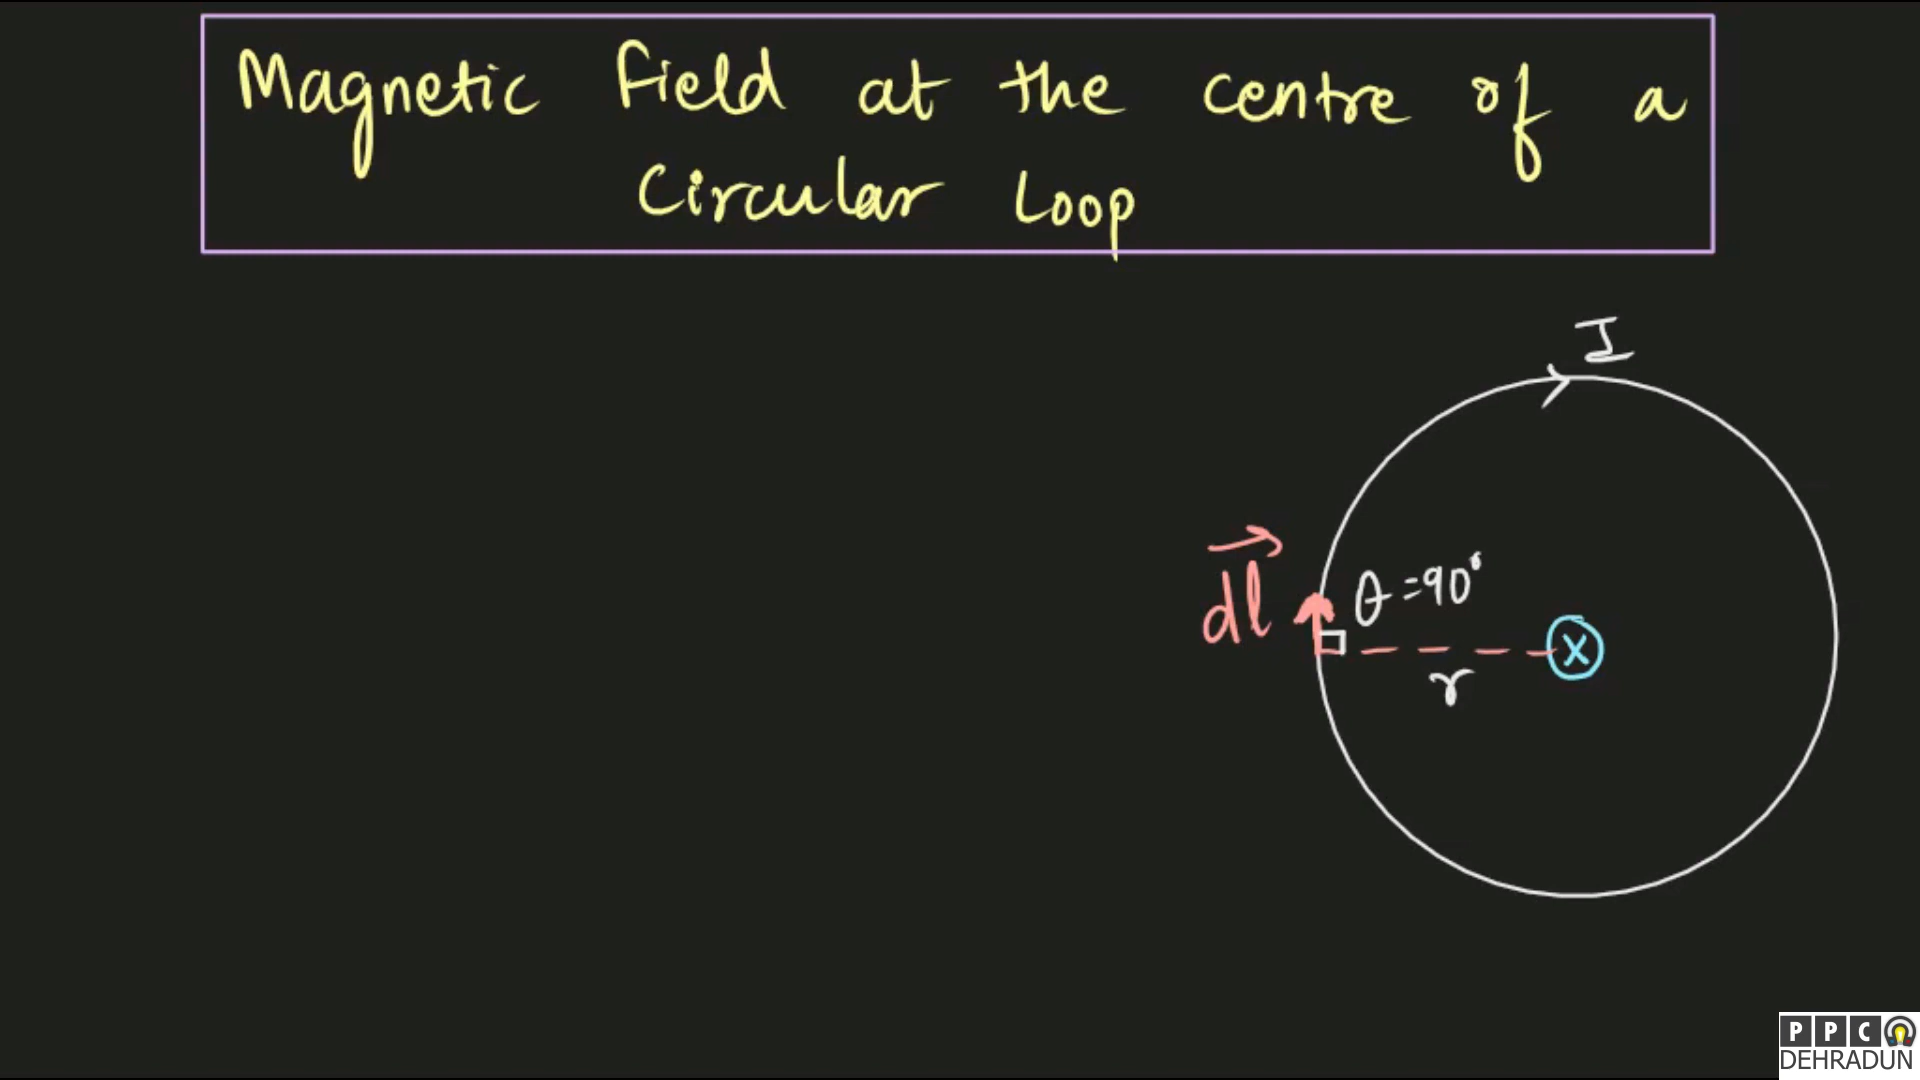 Magnetic field at the centre of a
Circular Loop
I
dl
θ = 90°
r
X
PPC
DEHRADUN